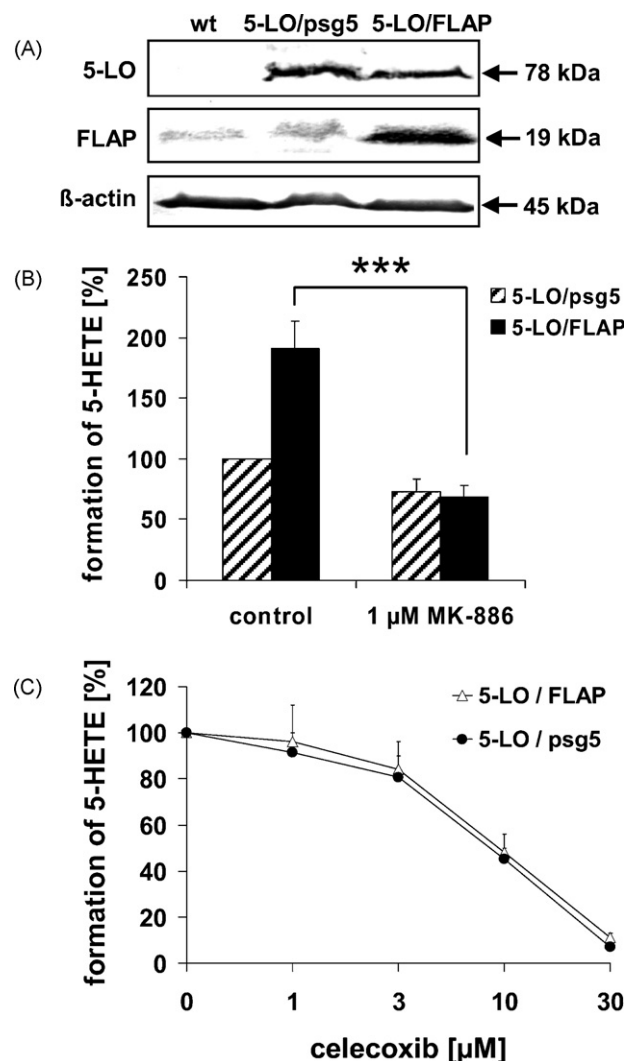 (A)
wt 5-LO/psg5 5-LO/FLAP
5-LO 78 kDa
FLAP 19 kDa
ß-actin 45 kDa
(B)
formation of 5-HETE [%]
250
200
150
100
50
0
***
5-LO/psg5
5-LO/FLAP
control 1 µM MK-886
(C)
formation of 5-HETE [%]
120
100
80
60
40
20
0
5-LO / FLAP
5-LO / psg5
0 1 3 10 30
celecoxib [µM]